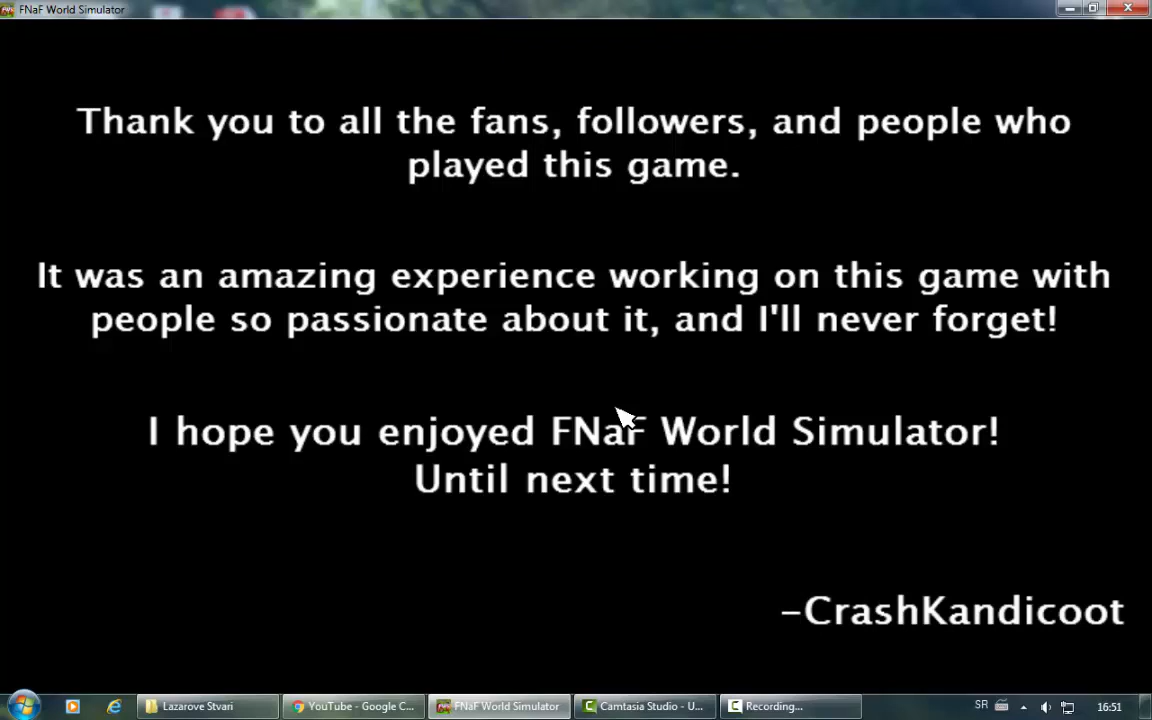 FNaF World Simulator
Thank you to all the fans, followers, and people who
played this game.
It was an amazing experience working on this game with
people so passionate about it, and I'll never forget!
I hope you enjoyed FNaF World Simulator!
Until next time!
-CrashKandicoot
Lazarove Stvari
YouTube - Google C...
FNaF World Simulator
Camtasia Studio - U...
Recording...
SR
16:51